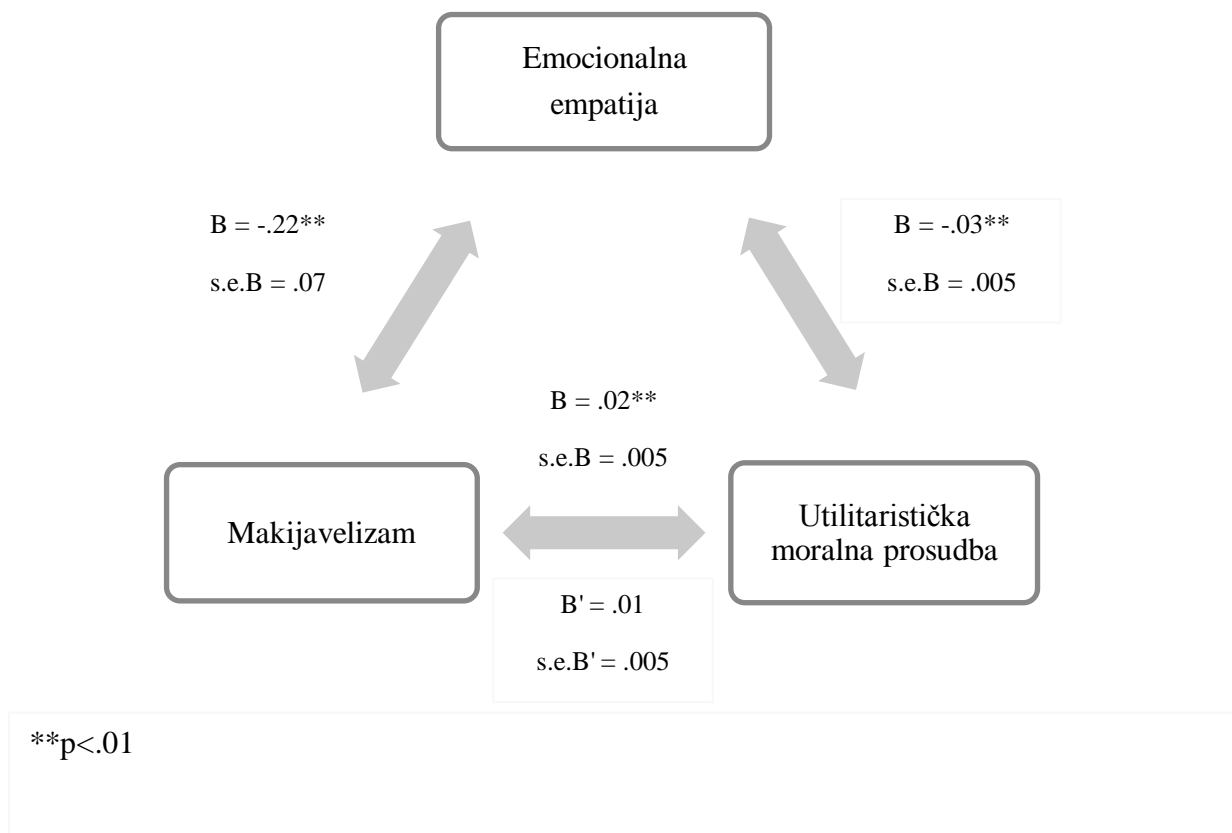 Emocionalna
empatija
B = -.22**
s.e.B = .07
B = -.03**
s.e.B = .005
B = .02**
s.e.B = .005
Makijavelizam
Utilitaristička
moralna prosudba
B' = .01
s.e.B' = .005
**p<.01